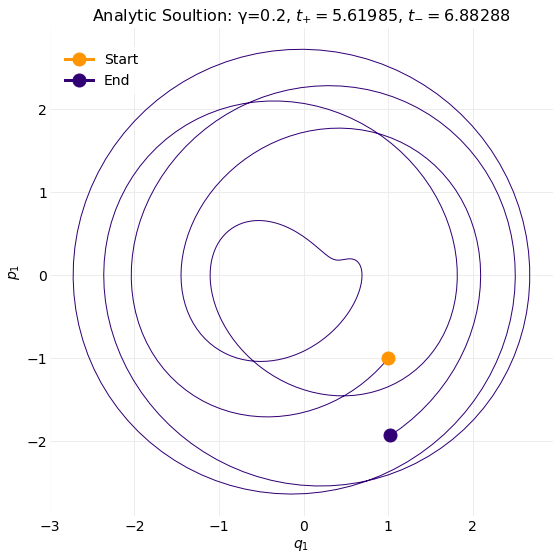 Analytic Soultion: γ=0.2, t₊ = 5.61985, t₋ = 6.88288
Start
End
p₁
2
1
0
−1
−2
−3
−2
−1
0
1
2
q₁